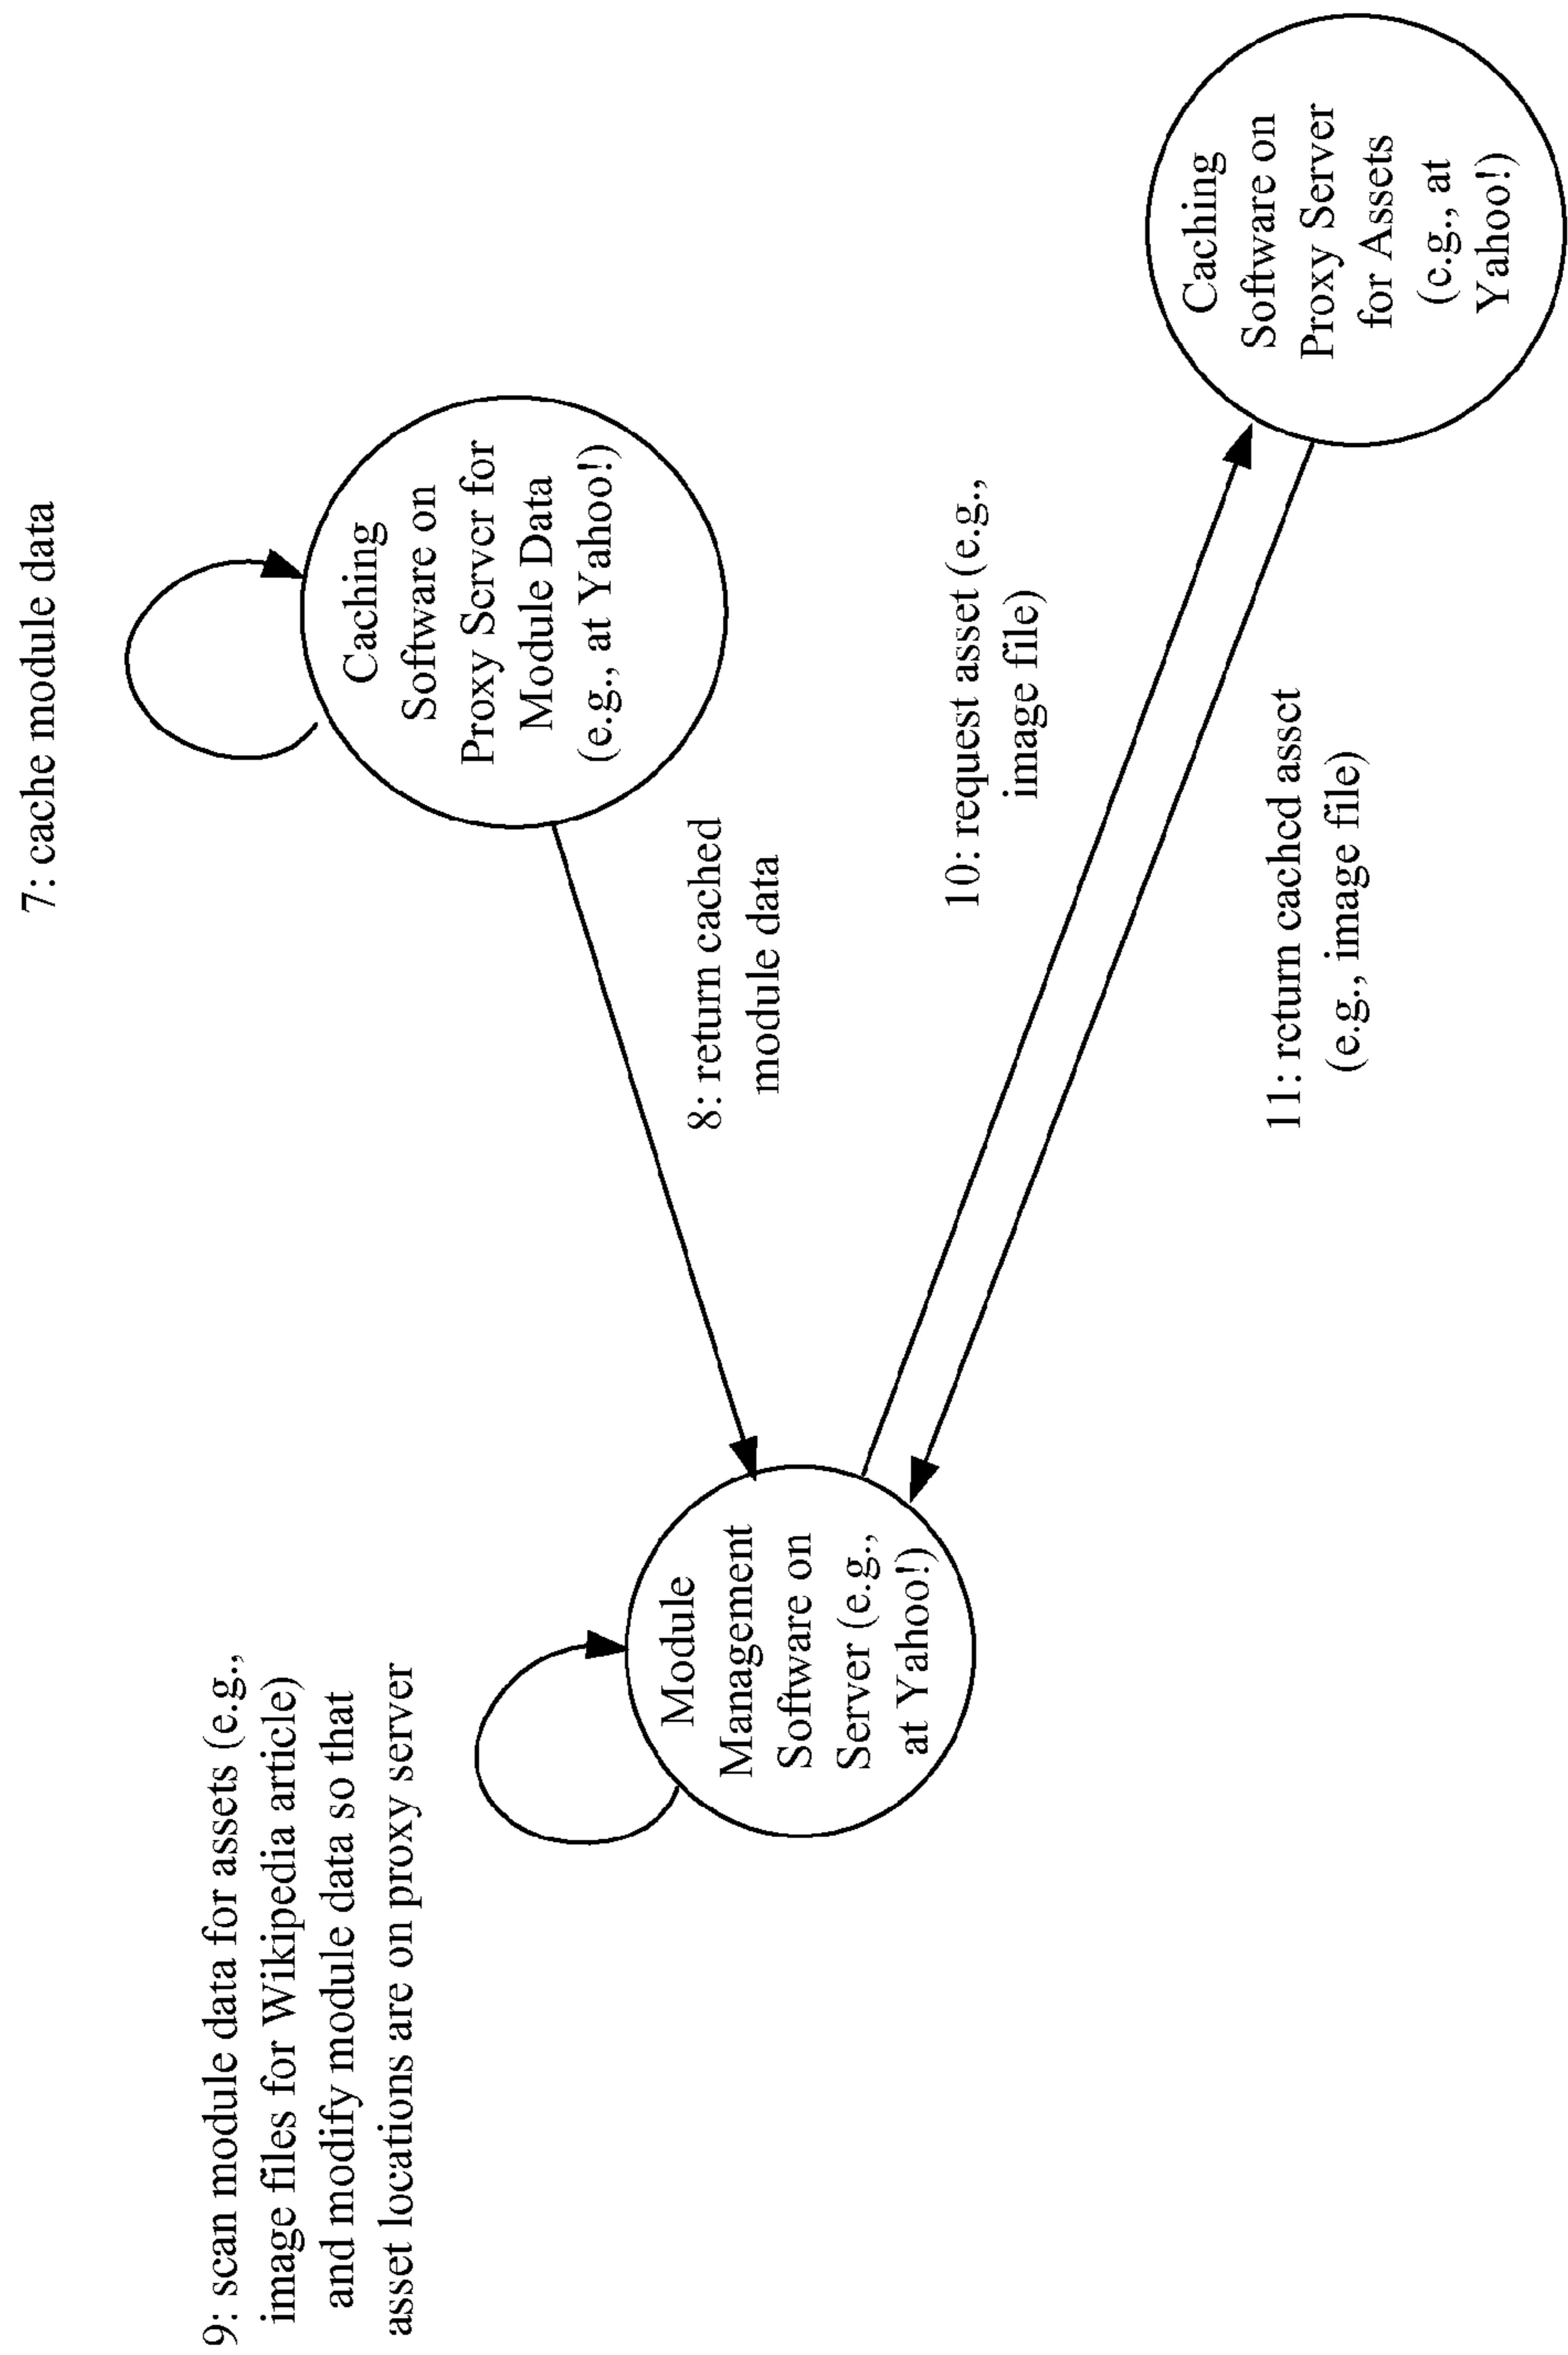 7: cache module data
Caching
Software on
Proxy Server for
Module Data
(e.g., at Yahoo!)
8: return cached
module data
9: scan module data for assets (e.g.,
image files for Wikipedia article)
and modify module data so that
asset locations are on proxy server
Module
Management
Software on
Server (e.g.,
at Yahoo!)
10: request asset (e.g.,
image file)
11: return cached asset
(e.g., image file)
Caching
Software on
Proxy Server
for Assets
(e.g., at
Yahoo!)